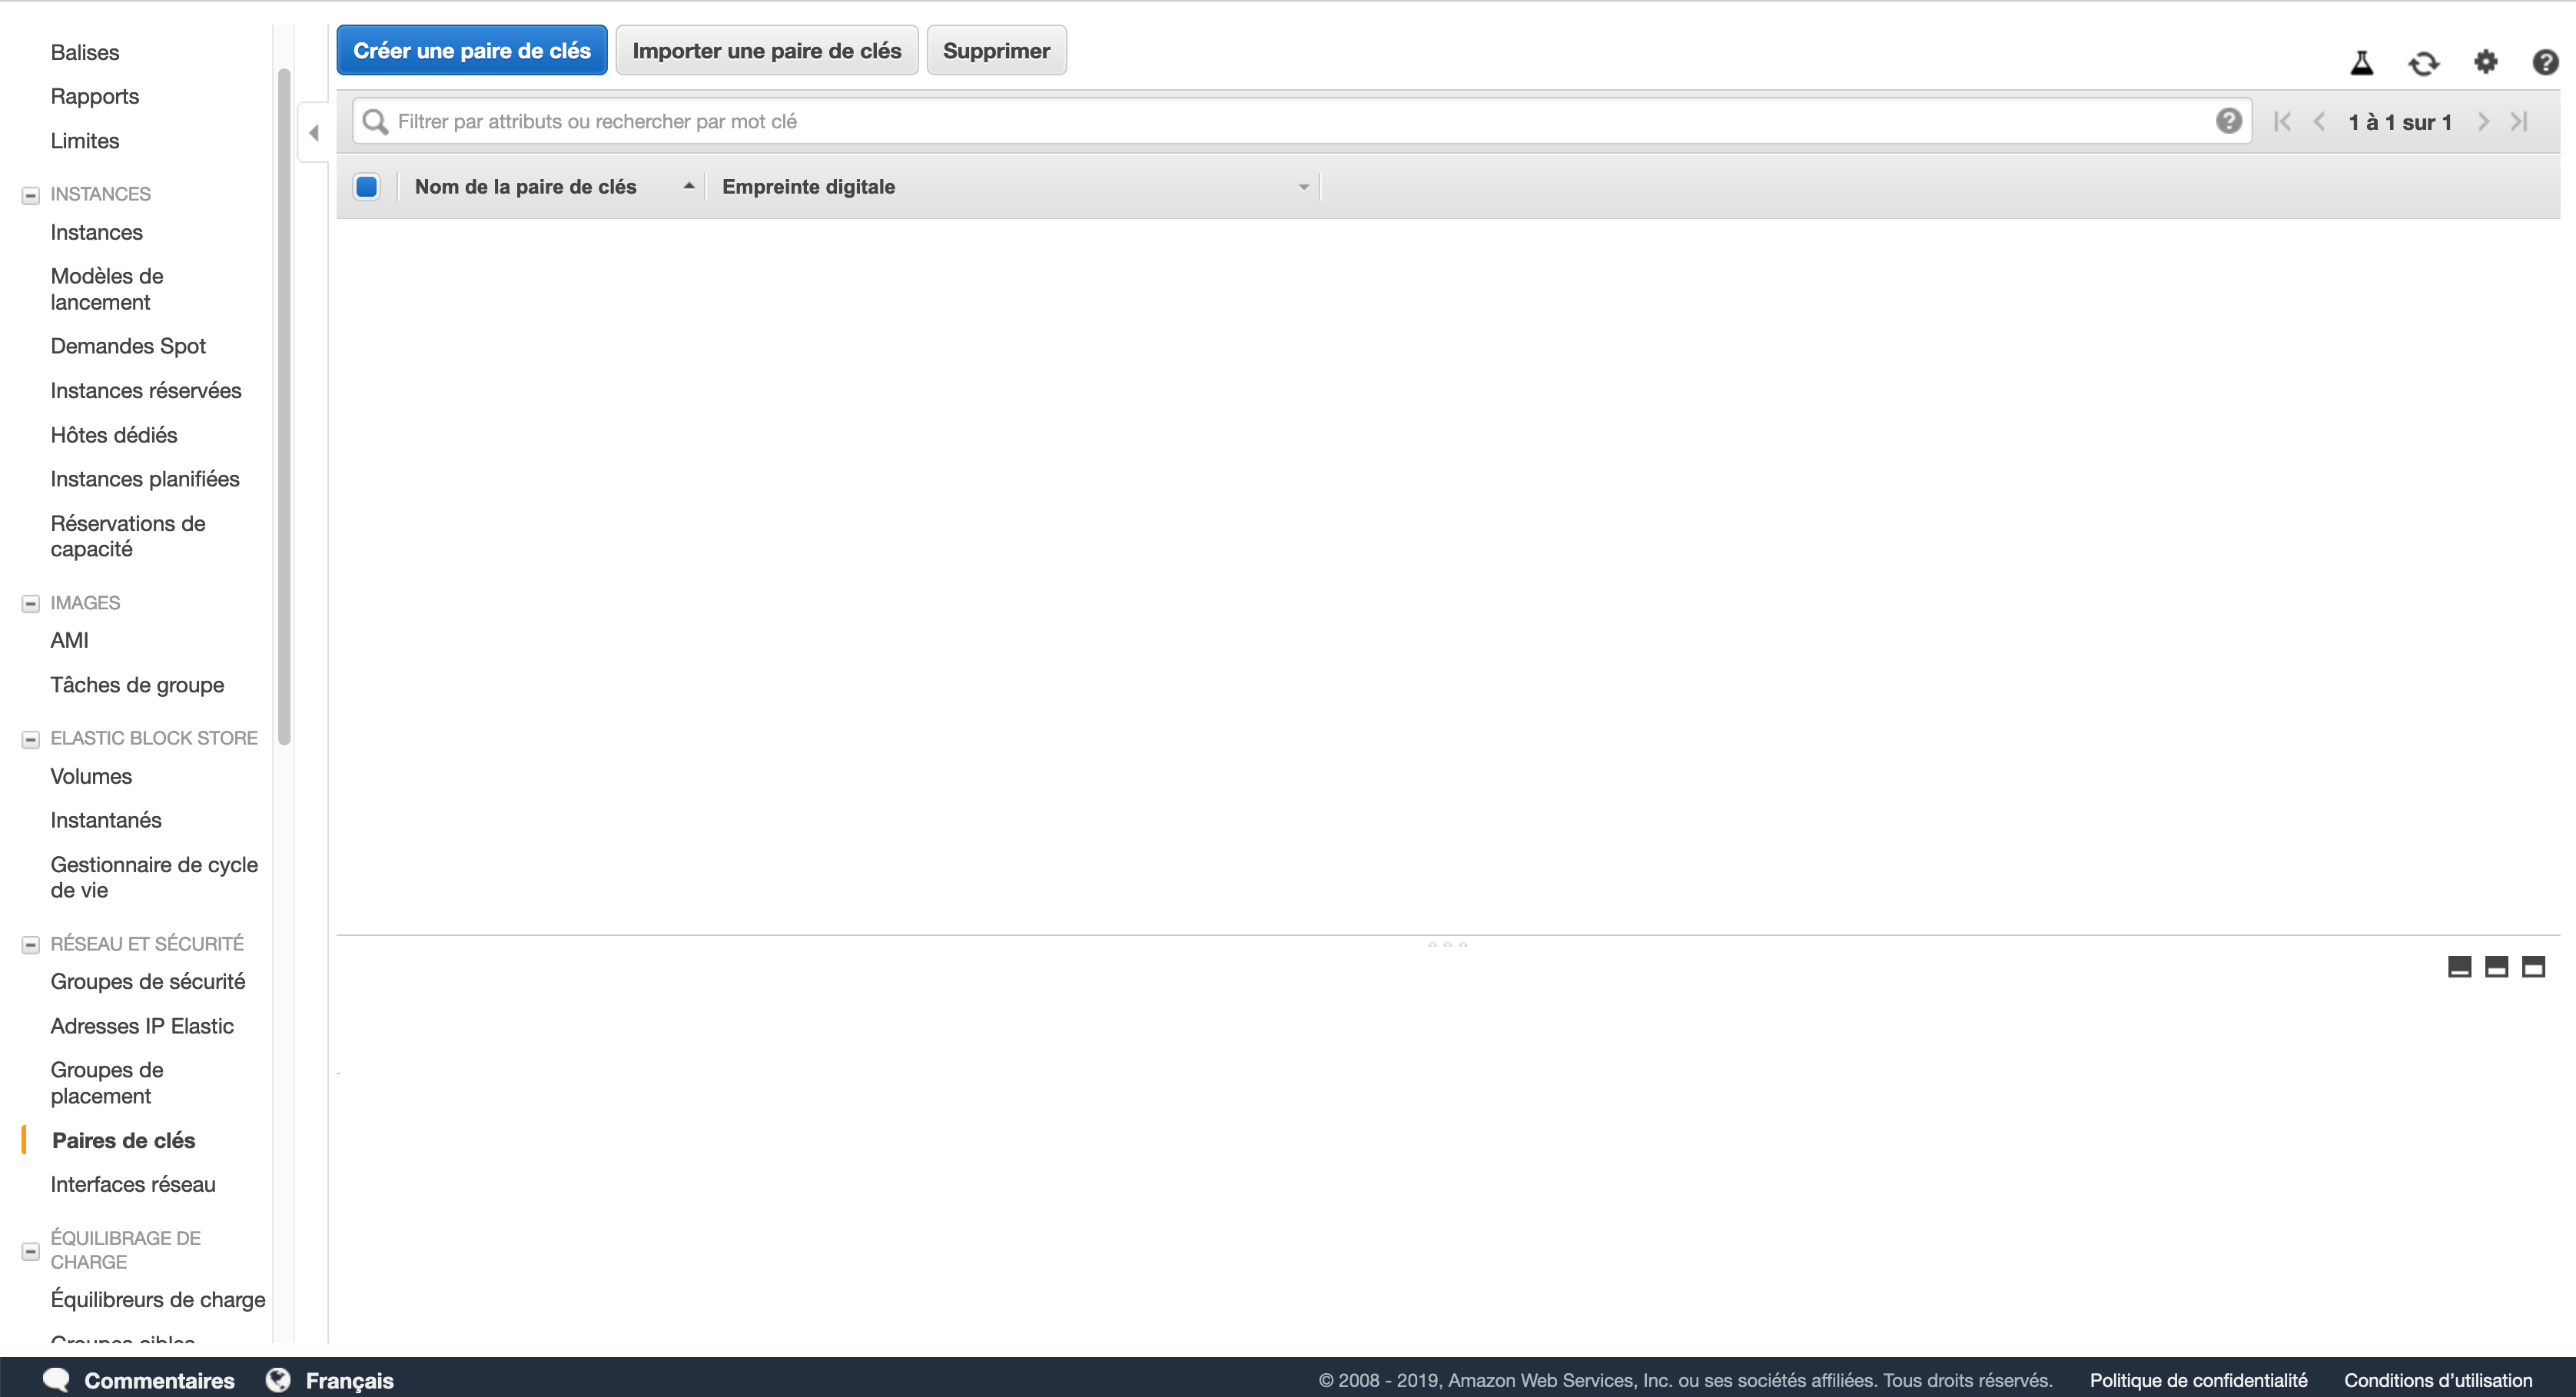 Balises
Rapports
Limites
INSTANCES
Instances
Modèles de
lancement
Demandes Spot
Instances réservées
Hôtes dédiés
Instances planifiées
Réservations de
capacité
IMAGES
AMI
Tâches de groupe
ELASTIC BLOCK STORE
Volumes
Instantanés
Gestionnaire de cycle
de vie
RÉSEAU ET SÉCURITÉ
Groupes de sécurité
Adresses IP Elastic
Groupes de
placement
Paires de clés
Interfaces réseau
ÉQUILIBRAGE DE
CHARGE
Équilibreurs de charge
Groupes cibles
Créer une paire de clés Importer une paire de clés Supprimer
Filtrer par attributs ou rechercher par mot clé
1 à 1 sur 1
Nom de la paire de clés Empreinte digitale
Commentaires Français © 2008 - 2019, Amazon Web Services, Inc. ou ses sociétés affiliées. Tous droits réservés. Politique de confidentialité Conditions d’utilisation